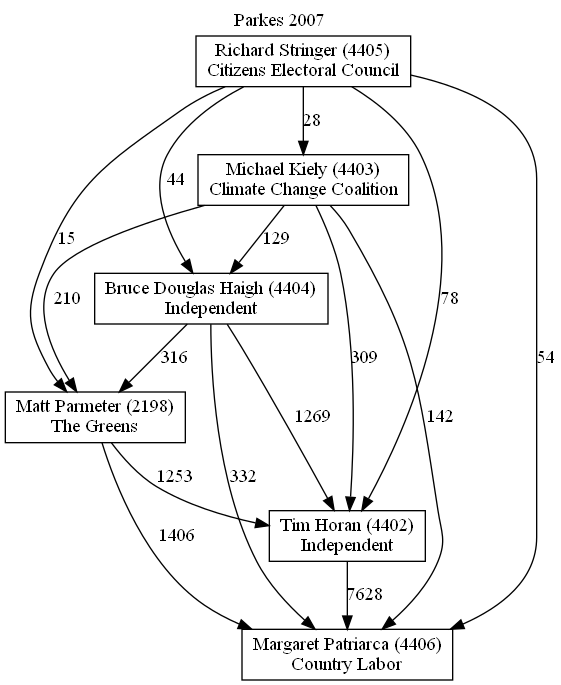 Parkes 2007
Richard Stringer (4405)
Citizens Electoral Council
28
Michael Kiely (4403)
Climate Change Coalition
44
129
15
210
Bruce Douglas Haigh (4404)
Independent
78
316
309
54
Matt Parmeter (2198)
The Greens
1269
142
1253
332
Tim Horan (4402)
Independent
1406
7628
Margaret Patriarca (4406)
Country Labor